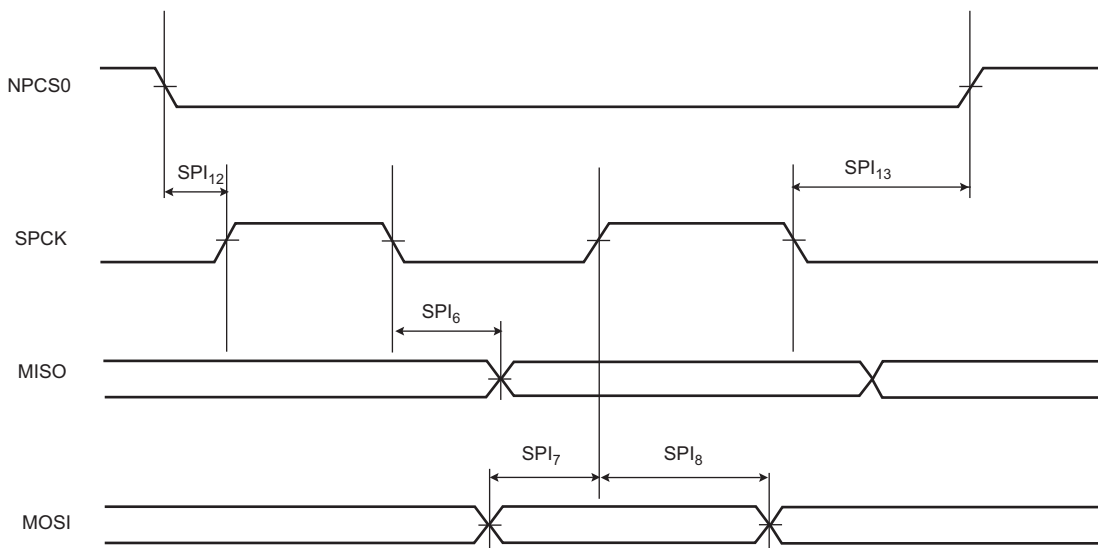 NPCS0
SPI₁₂
SPI₁₃
SPCK
SPI₆
MISO
SPI₇
SPI₈
MOSI